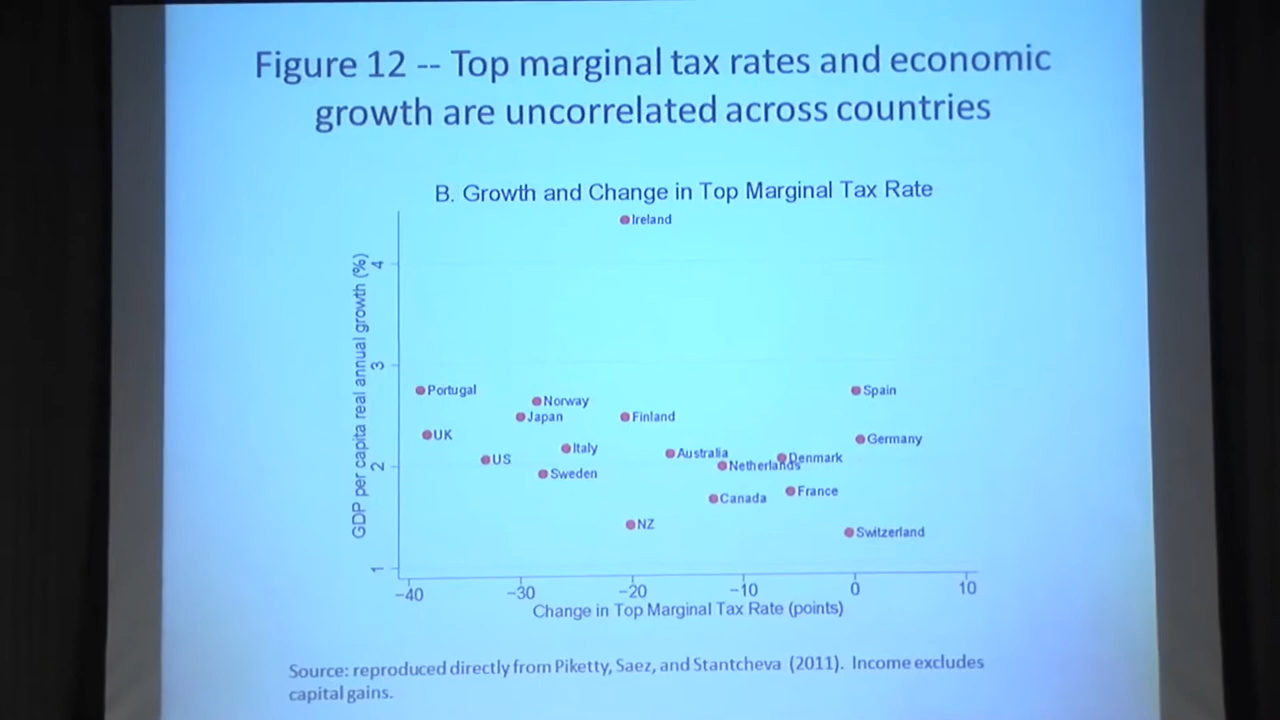 Figure 12 -- Top marginal tax rates and economic
growth are uncorrelated across countries
B. Growth and Change in Top Marginal Tax Rate
Ireland
4
GDP per capita real annual growth (%)
3
Portugal
Norway
Spain
Japan
Finland
UK
Germany
Italy
Australia
US
Denmark
2
Netherlands
Sweden
France
Canada
NZ
Switzerland
1
−40 −30 −20 −10 0 10
Change in Top Marginal Tax Rate (points)
Source: reproduced directly from Piketty, Saez, and Stantcheva (2011). Income excludes
capital gains.